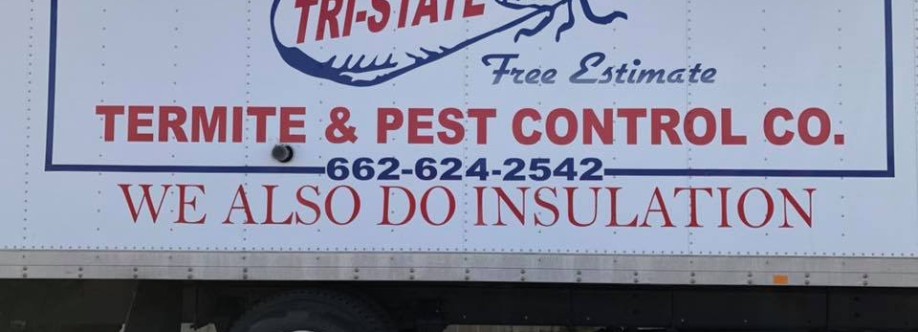 TRI-STATE
Free Estimate
TERMITE & PEST CONTROL CO.
662-624-2542
WE ALSO DO INSULATION